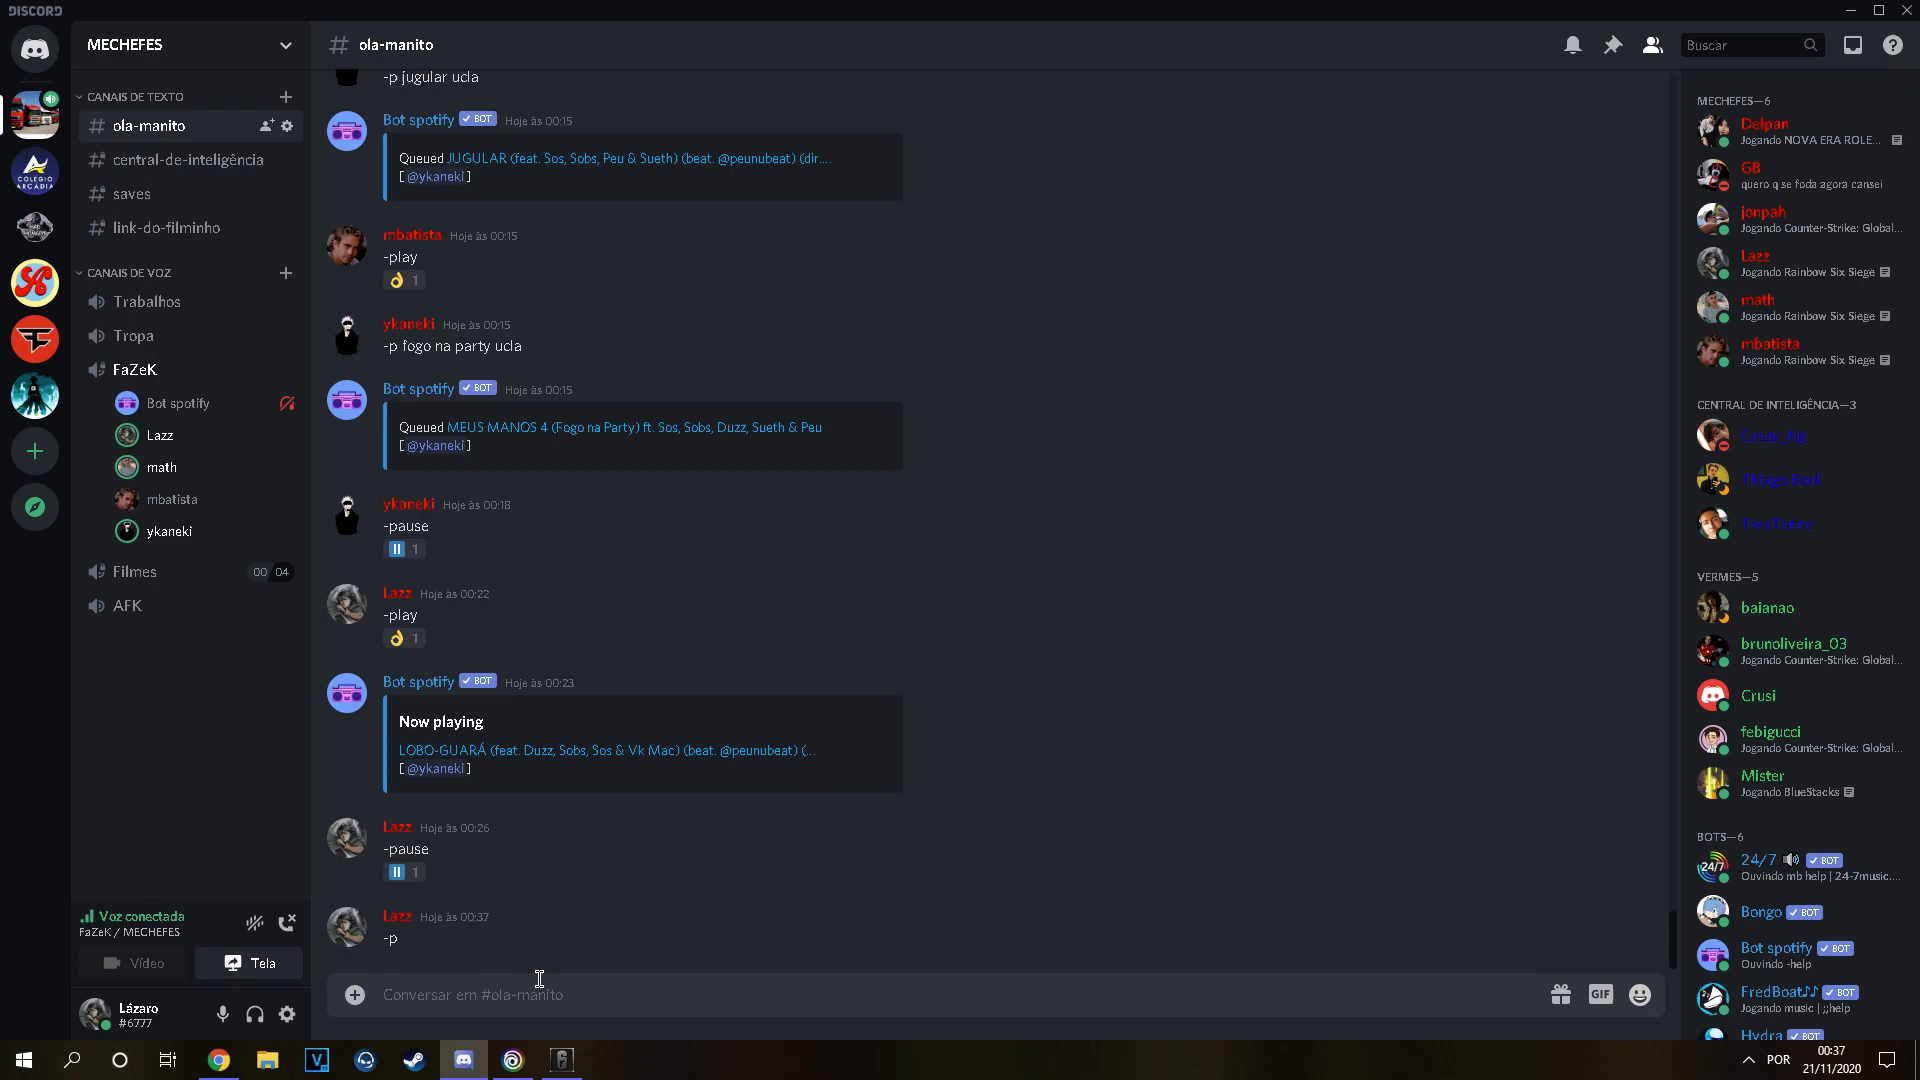 DISCORD
MECHEFES
CANAIS DE TEXTO
ola-manito
central-de-inteligência
saves
link-do-filminho
CANAIS DE VOZ
Trabalhos
Tropa
FaZeK
Bot spotify
Lazz
math
mbatista
ykaneki
Filmes 00 04
AFK
Voz conectada
FaZeK / MECHEFES
Vídeo
Tela
Lázaro
#6777
# ola-manito
Buscar
-p jugular ucla
Bot spotify BOT Hoje às 00:15
Queued JUGULAR (feat. Sos, Sobs, Peu & Sueth) (beat. @peunubeat) (dir....
[@ykaneki]
mbatista Hoje às 00:15
-play
👌 1
ykaneki Hoje às 00:15
-p fogo na party ucla
Bot spotify BOT Hoje às 00:15
Queued MEUS MANOS 4 (Fogo na Party) ft. Sos, Sobs, Duzz, Sueth & Peu
[@ykaneki]
ykaneki Hoje às 00:18
-pause
⏸ 1
Lazz Hoje às 00:22
-play
👌 1
Bot spotify BOT Hoje às 00:23
Now playing
LOBO-GUARÁ (feat. Duzz, Sobs, Sos & Vk Mac) (beat. @peunubeat) (...
[@ykaneki]
Lazz Hoje às 00:26
-pause
⏸ 1
Lazz Hoje às 00:37
-p
Conversar em #ola-manito
GIF
MECHEFES—6
Delpan
Jogando NOVA ERA ROLE...
GB
quero q se foda agora cansei
jonpah
Jogando Counter-Strike: Global...
Lazz
Jogando Rainbow Six Siege
math
Jogando Rainbow Six Siege
mbatista
Jogando Rainbow Six Siege
CENTRAL DE INTELIGÊNCIA—3
VERMES—5
baianao
brunoliveira_03
Jogando Counter-Strike: Global...
Crusi
febigucci
Jogando Counter-Strike: Global...
Mister
Jogando BlueStacks
BOTS—6
24/7 🔊 BOT
Ouvindo mb help | 24-7music....
Bongo BOT
Bot spotify BOT
Ouvindo -help
FredBoat♪♪ BOT
Jogando music | ;;help
Hydra BOT
POR
00:37
21/11/2020